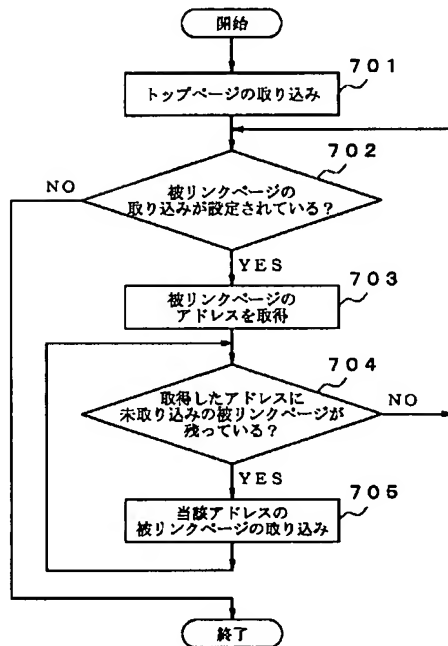 開始
701
トップページの取り込み
702
NO
被リンクページの
取り込みが設定されている?
YES
703
被リンクページの
アドレスを取得
704
取得したアドレスに
未取り込みの被リンクページが
残っている?
NO
YES
705
当該アドレスの
被リンクページの取り込み
終了